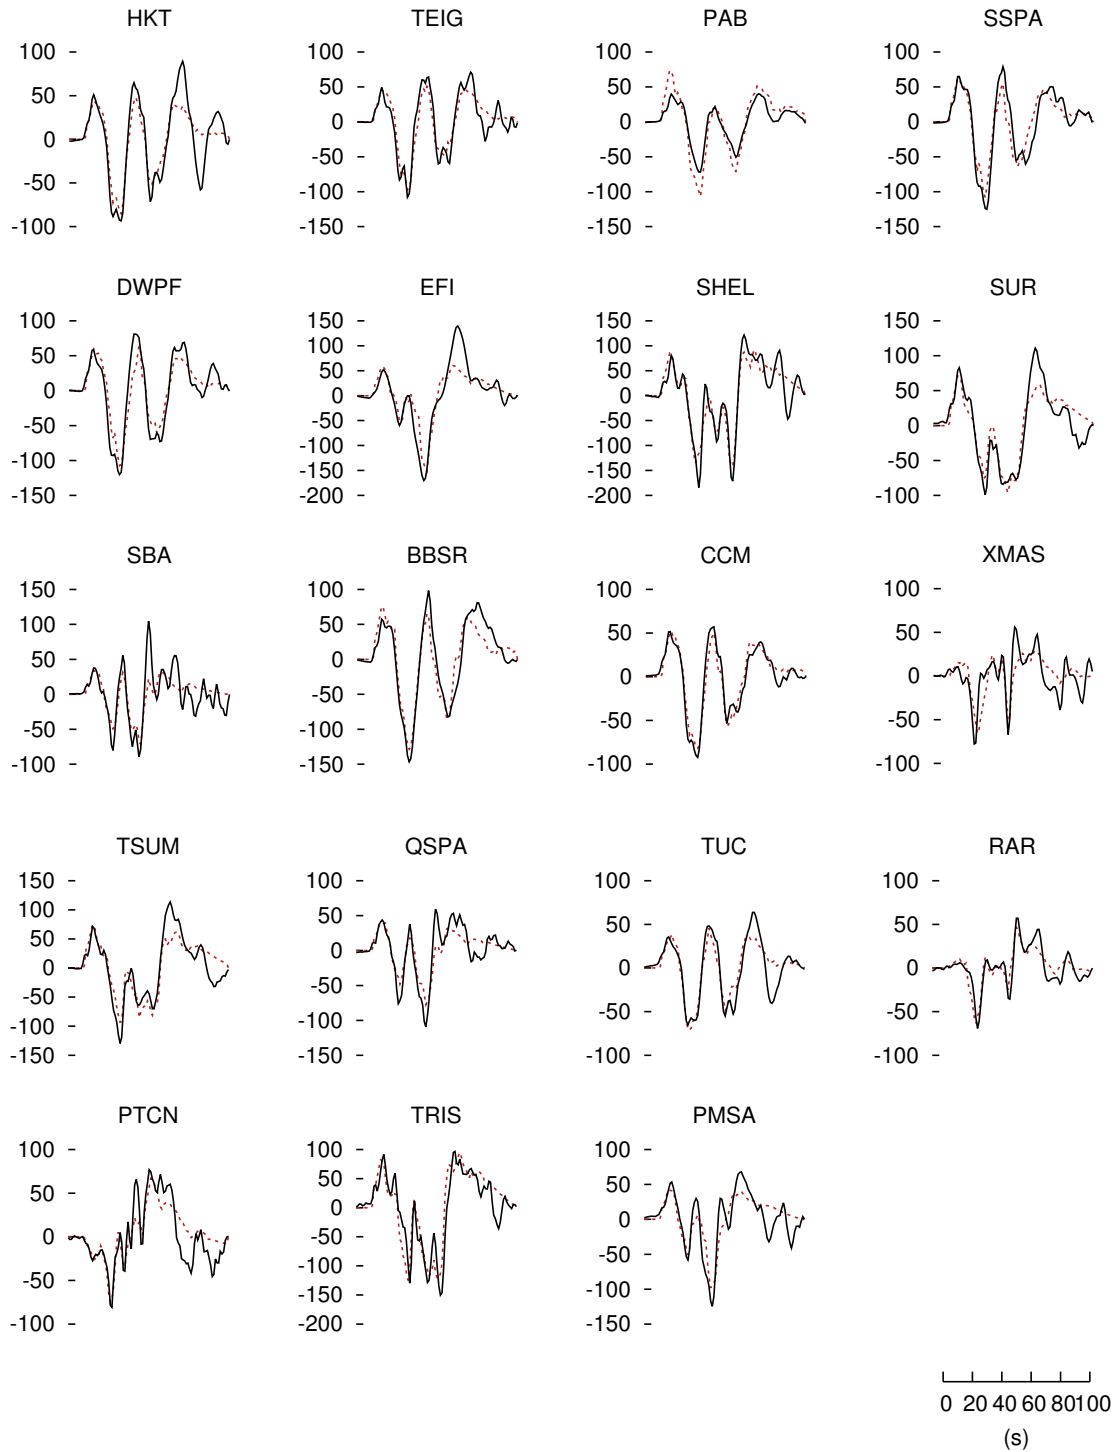 HKT TEIG PAB SSPA
100 100 100 100
50 50 50 50
0 0 0 0
-50 -50 -50 -50
-100 -100 -100 -100
-150 -150 -150
DWPF EFI SHEL SUR
100 150 150 150
50 100 100 100
0 50 50 50
-50 0 0 0
-100 -50 -50 -50
-150 -100 -100 -100
-150 -150
-200 -200
SBA BBSR CCM XMAS
150 100 100 100
100 50 50 50
50 0 0 0
0 -50 -50 -50
-50 -100 -100 -100
-100 -150
TSUM QSPA TUC RAR
150 100 100 100
100 50 50 50
50 0 0 0
0 -50 -50 -50
-50 -100 -100 -100
-100 -150
-150
PTCN TRIS PMSA
100 100 100
50 50 50
0 0 0
-50 -50 -50
-100 -100 -100
-150 -150
-200
0 20 40 60 80 100
(s)